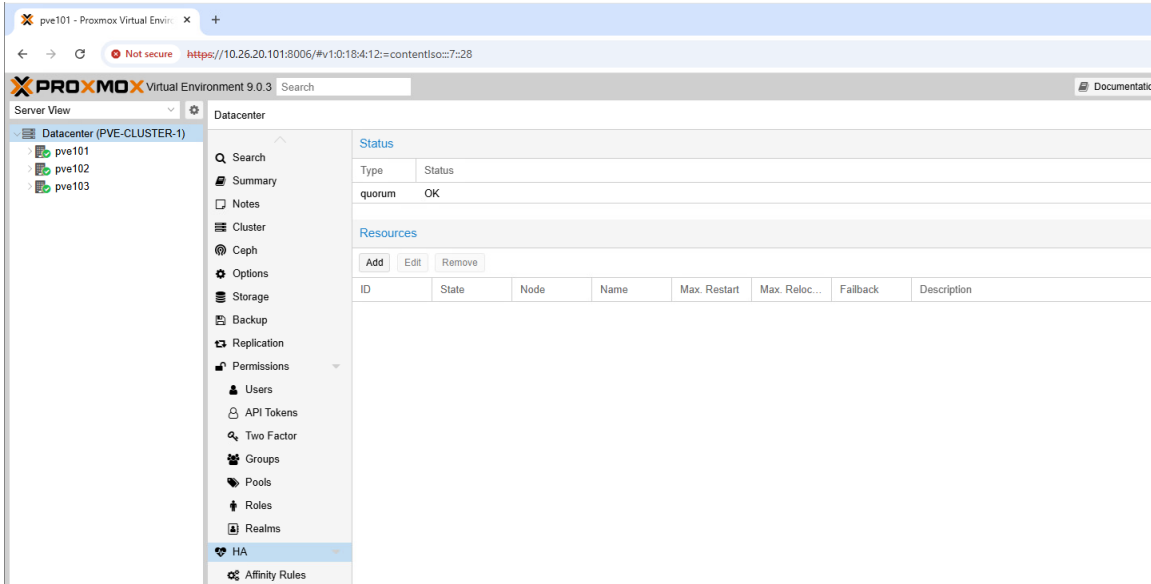 pve101 - Proxmox Virtual Enviro
Not secure https://10.26.20.101:8006/#v1:0:18:4:12:=contentIso:::7::28
PROXMOX Virtual Environment 9.0.3 Search
Documentatio
Server View
Datacenter
Datacenter (PVE-CLUSTER-1)
pve101
pve102
pve103
Search
Summary
Notes
Cluster
Ceph
Options
Storage
Backup
Replication
Permissions
Users
API Tokens
Two Factor
Groups
Pools
Roles
Realms
HA
Affinity Rules
Status
Type Status
quorum OK
Resources
Add Edit Remove
ID State Node Name Max. Restart Max. Reloc... Failback Description